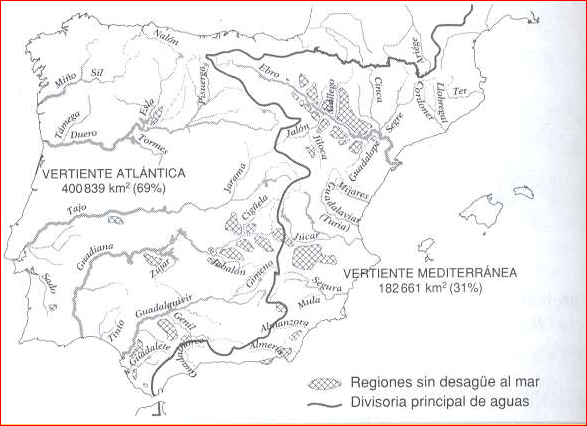 Nalón
Ariége
Miño
Sil
Esla
Pisuerga
Ebro
Gállego
Cinca
Segre
Cordoner
Llobregat
Ter
Támega
Duero
Tormes
Jalón
Jiloca
Guadalope
VERTIENTE ATLÁNTICA
400 839 km² (69%)
Jarama
Cigüela
Mijares
Guadalaviar
(Turia)
Tajo
Júcar
Guadiana
Zújar
Jabalón
VERTIENTE MEDITERRÁNEA
182 661 km² (31%)
Sado
Segura
Mula
Guadalquivir
Tinto
Genil
Guadalete
Almanzora
Almería
Regiones sin desagüe al mar
Divisoria principal de aguas